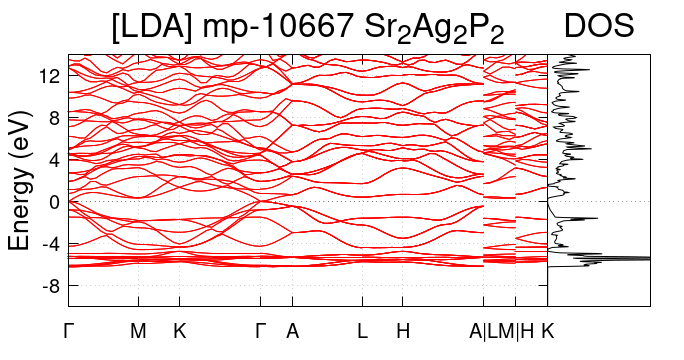 [LDA] mp-10667 Sr₂Ag₂P₂ DOS
Energy (eV)
12
8
4
0
-4
-8
Γ M K Γ A L H A|LM|H K